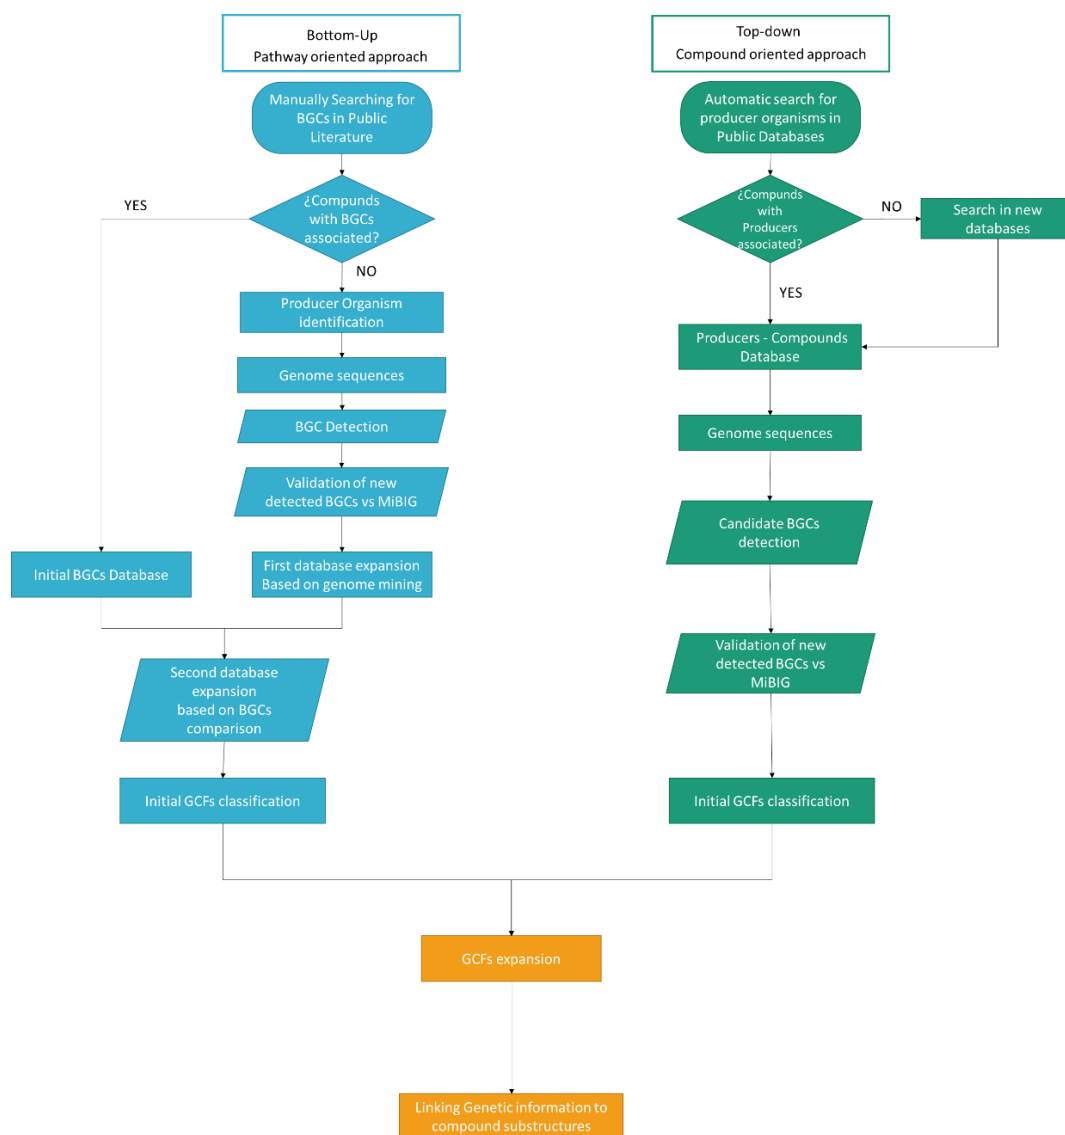 Bottom-Up
Pathway oriented approach
Top-down
Compound oriented approach
Manually Searching for
BGCs in Public
Literature
Automatic search for
producer organisms in
Public Databases
YES
¿Compunds
with BGCs
associated?
NO
¿Compunds
with
Producers
associated?
NO
Search in new
databases
YES
Producer Organism
identification
Producers - Compounds
Database
Genome sequences
Genome sequences
BGC Detection
Validation of new
detected BGCs vs MiBIG
Candidate BGCs
detection
Initial BGCs Database
First database expansion
Based on genome mining
Second database
expansion
based on BGCs
comparison
Validation of new
detected BGCs vs
MiBIG
Initial GCFs classification
Initial GCFs classification
GCFs expansion
Linking Genetic information to
compound substructures